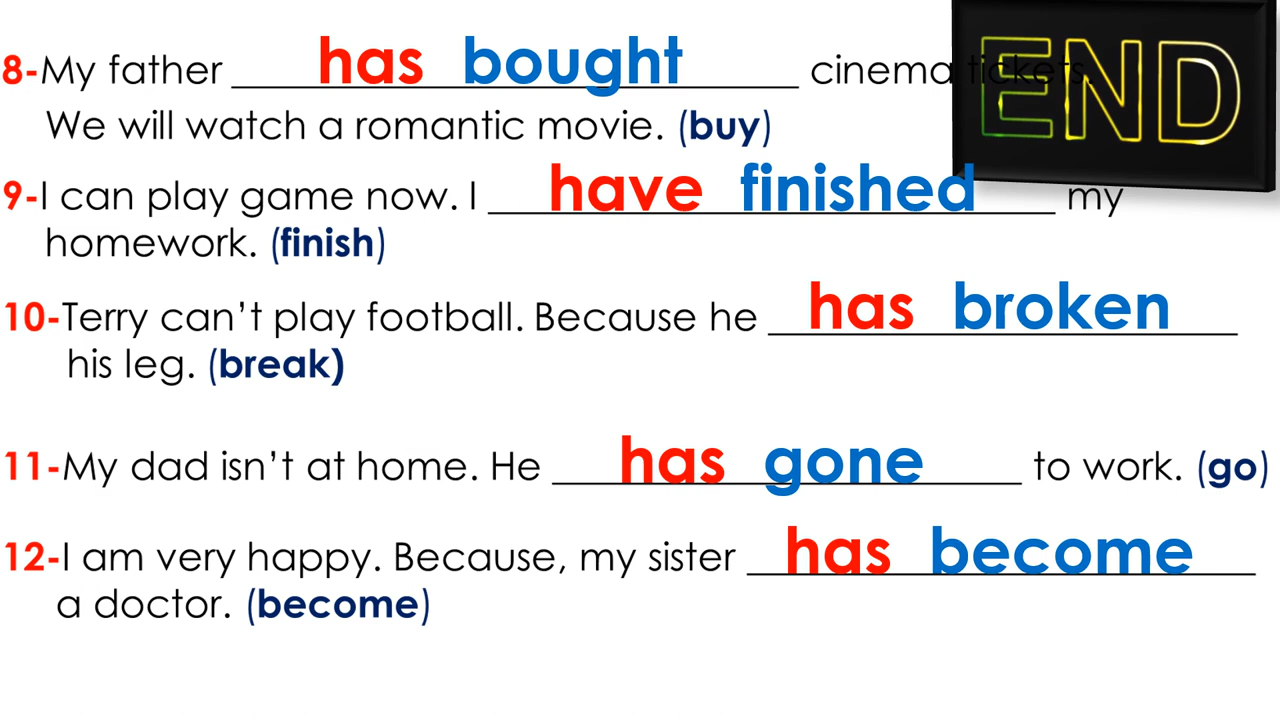 8-My father has bought cinema tickets.
We will watch a romantic movie. (buy)
9-I can play game now. I have finished my
homework. (finish)
10-Terry can’t play football. Because he has broken
his leg. (break)
11-My dad isn’t at home. He has gone to work. (go)
12-I am very happy. Because, my sister has become
a doctor. (become)
END